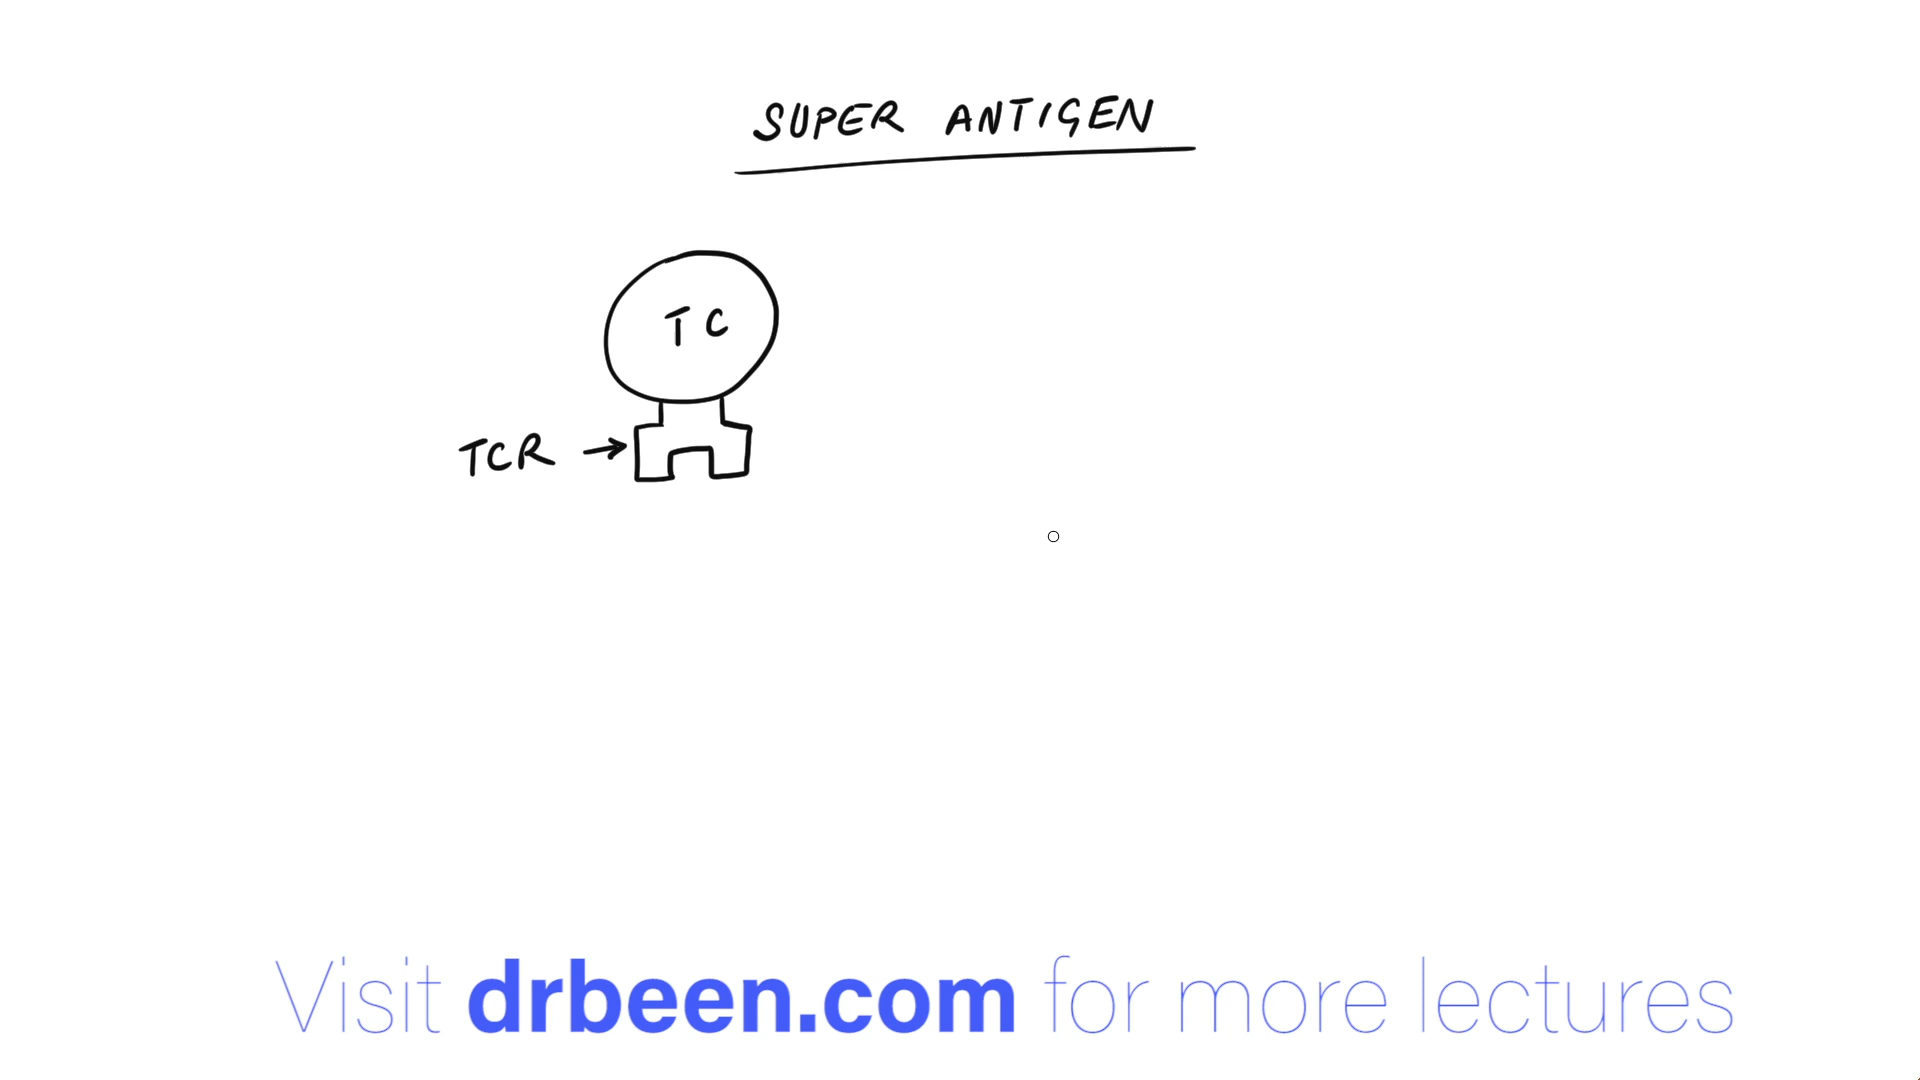 SUPER ANTIGEN
TC
TCR →
Visit drbeen.com for more lectures